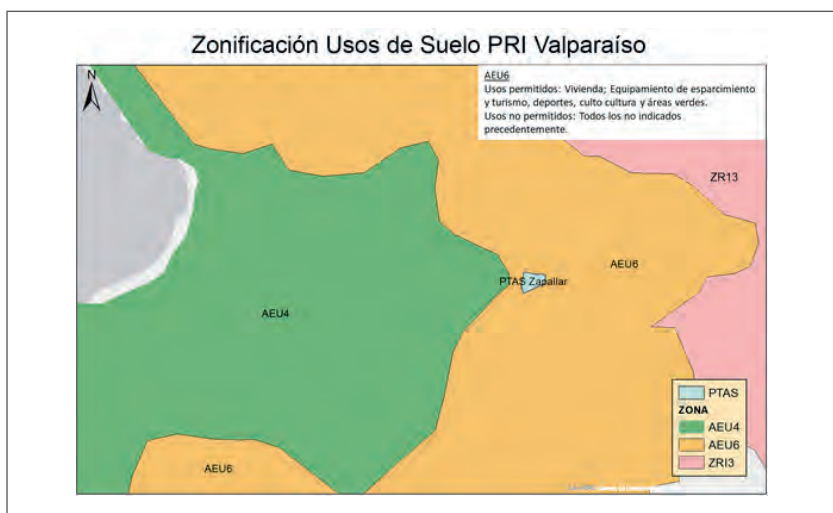 Zonificación Usos de Suelo PRI Valparaíso
N
AEU6
Usos permitidos: Vivienda; Equipamiento de esparcimiento
y turismo, deportes, culto cultura y áreas verdes.
Usos no permitidos: Todos los no indicados
precedentemente.
ZR13
AEU6
PTAS Zapallar
AEU4
AEU6
PTAS
ZONA
AEU4
AEU6
ZRI3